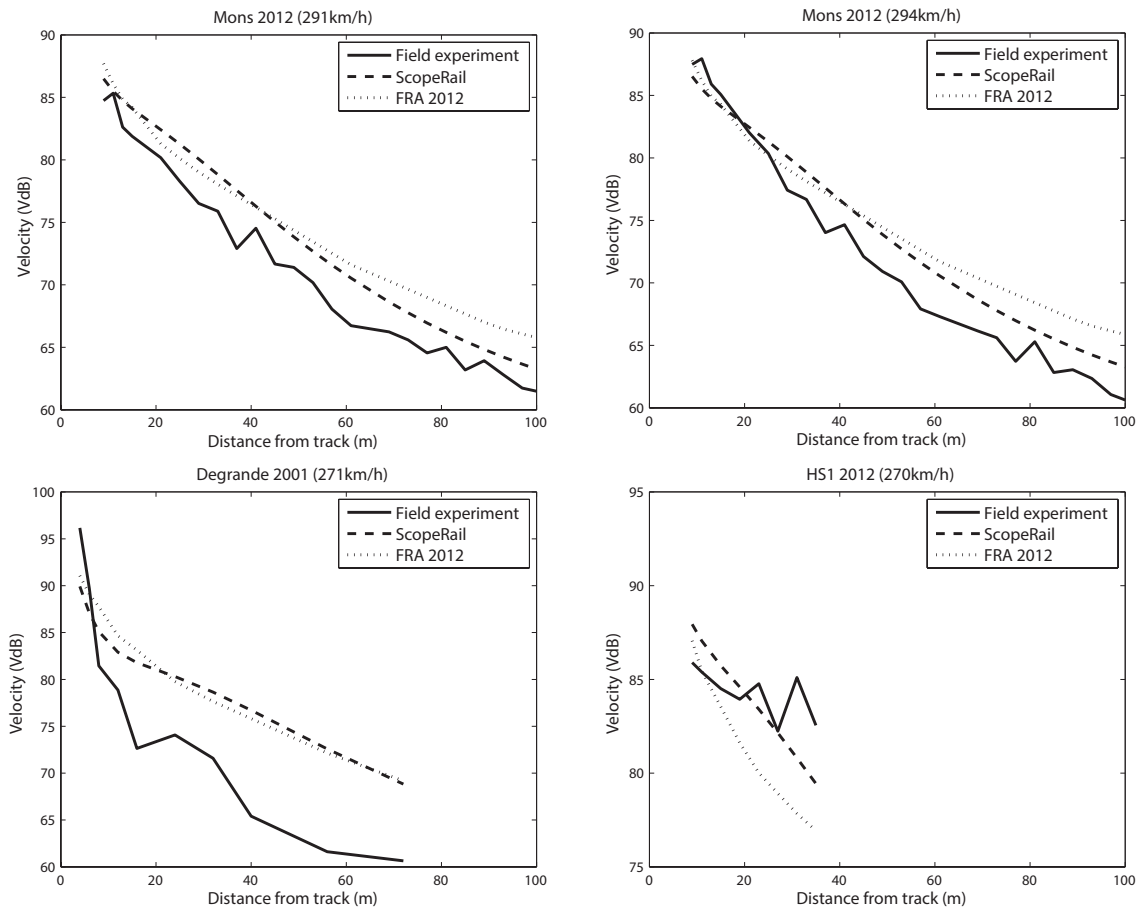 Mons 2012 (291km/h)
90
85
80
75
70
65
60
0
20
40
60
80
100
Velocity (VdB)
Distance from track (m)
Field experiment
ScopeRail
FRA 2012
Mons 2012 (294km/h)
90
85
80
75
70
65
60
0
20
40
60
80
100
Velocity (VdB)
Distance from track (m)
Field experiment
ScopeRail
FRA 2012
Degrande 2001 (271km/h)
100
95
90
85
80
75
70
65
60
0
20
40
60
80
100
Velocity (VdB)
Distance from track (m)
Field experiment
ScopeRail
FRA 2012
HS1 2012 (270km/h)
95
90
85
80
75
0
20
40
60
80
100
Velocity (VdB)
Distance from track (m)
Field experiment
ScopeRail
FRA 2012